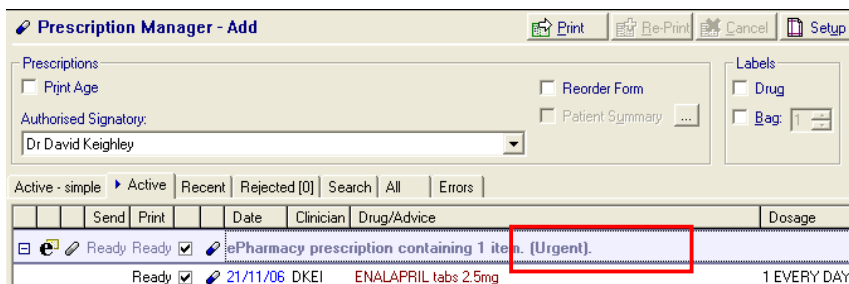 Prescription Manager - Add Print Re-Print Cancel Setup
Prescriptions Labels
Print Age Reorder Form Drug
Authorised Signatory: Patient Summary ... Bag: 1
Dr David Keighley
Active - simple Active Recent Rejected [0] Search All Errors
Send Print Date Clinician Drug/Advice Dosage
e Ready Ready ePharmacy prescription containing 1 item. (Urgent).
Ready 21/11/06 DKEI ENALAPRIL tabs 2.5mg 1 EVERY DAY